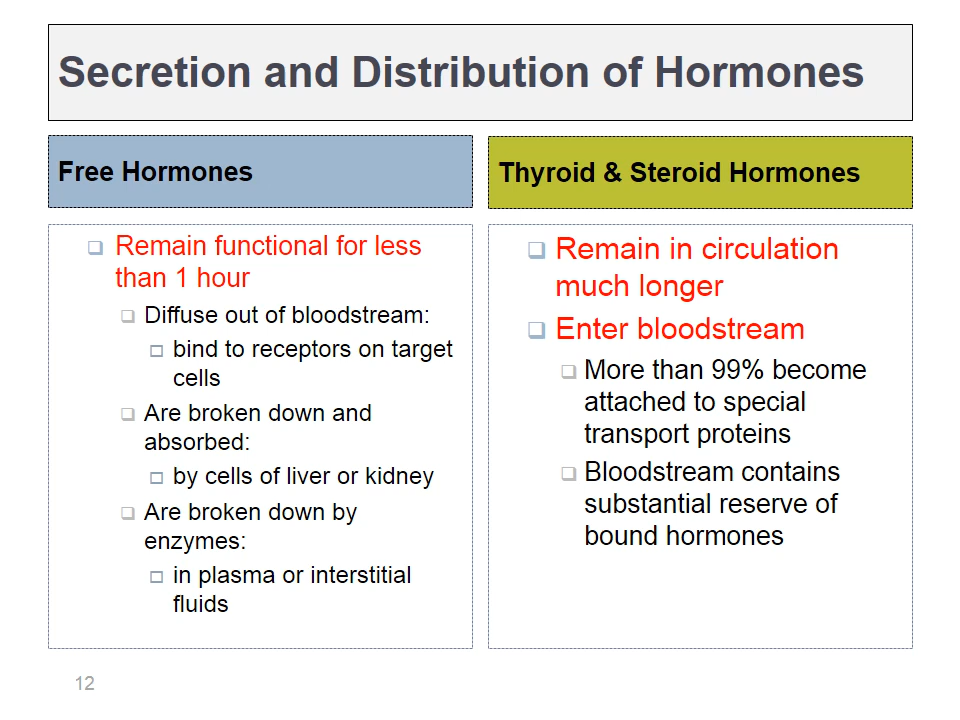 Secretion and Distribution of Hormones
Free Hormones
Remain functional for less
than 1 hour
Diffuse out of bloodstream:
bind to receptors on target
cells
Are broken down and
absorbed:
by cells of liver or kidney
Are broken down by
enzymes:
in plasma or interstitial
fluids
Thyroid & Steroid Hormones
Remain in circulation
much longer
Enter bloodstream
More than 99% become
attached to special
transport proteins
Bloodstream contains
substantial reserve of
bound hormones
12